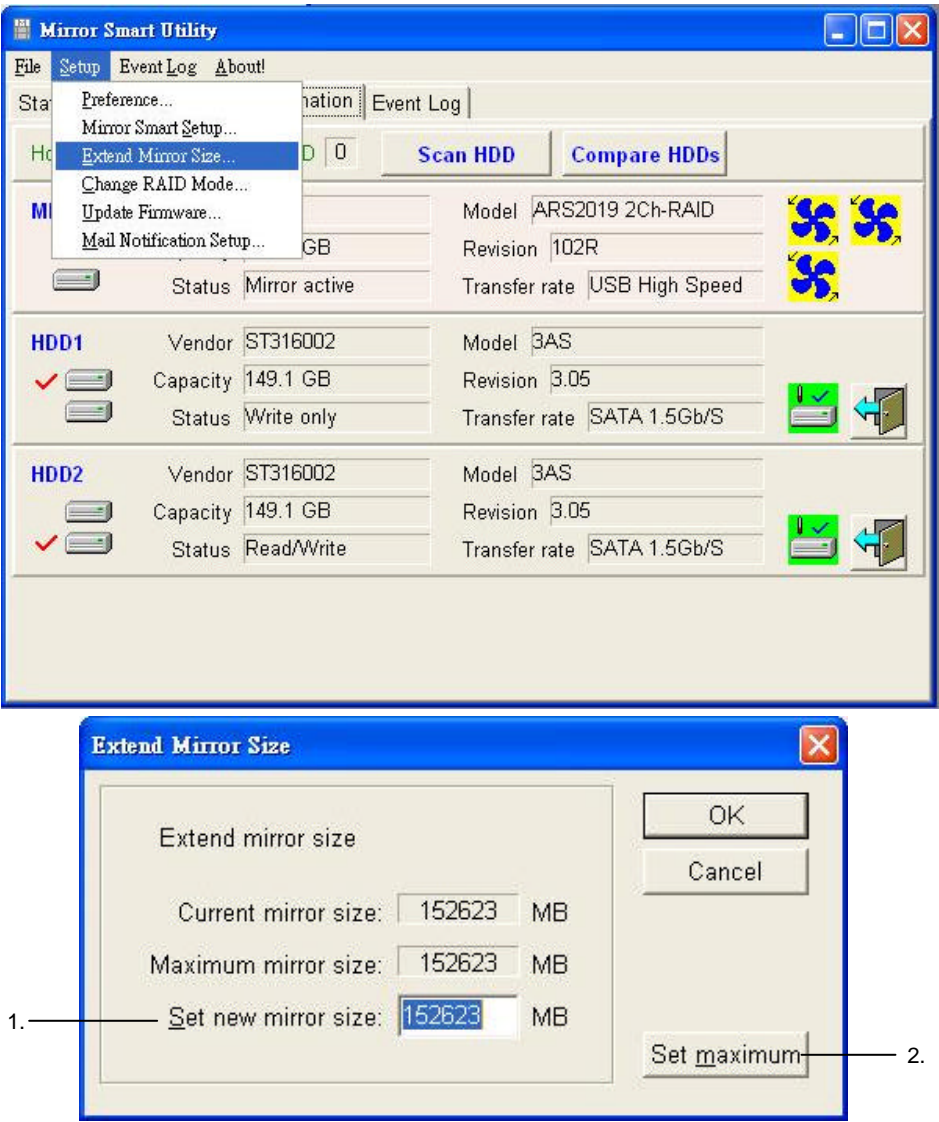 Mirror Smart Utility
File Setup Event Log About!
Preference...
Mirror Smart Setup...
Extend Mirror Size...
Change RAID Mode...
Update Firmware...
Mail Notification Setup...
Event Log
0 Scan HDD Compare HDDs
Model ARS2019 2Ch-RAID
GB Revision 102R
Status Mirror active Transfer rate USB High Speed
HDD1 Vendor ST316002 Model 3AS
Capacity 149.1 GB Revision 3.05
Status Write only Transfer rate SATA 1.5Gb/S
HDD2 Vendor ST316002 Model 3AS
Capacity 149.1 GB Revision 3.05
Status Read/Write Transfer rate SATA 1.5Gb/S
Extend Mirror Size
OK
Extend mirror size
Cancel
Current mirror size: 152623 MB
Maximum mirror size: 152623 MB
1. Set new mirror size: 152623 MB
Set maximum 2.